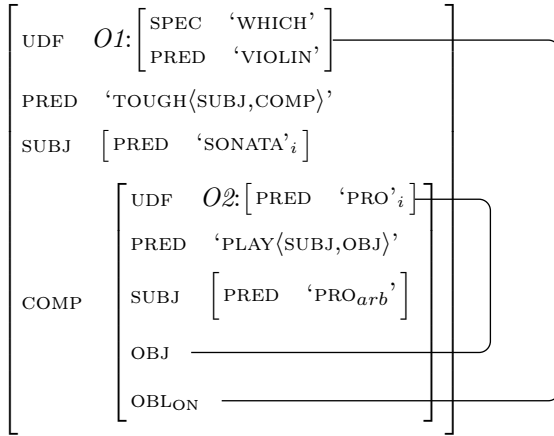 UDF O1: SPEC ‘WHICH’
PRED ‘VIOLIN’
PRED ‘TOUGH⟨SUBJ,COMP⟩’
SUBJ [PRED ‘SONATA’i]
UDF O2:[PRED ‘PRO’i]
PRED ‘PLAY⟨SUBJ,OBJ⟩’
COMP SUBJ [PRED ‘PROarb’]
OBJ
OBLON